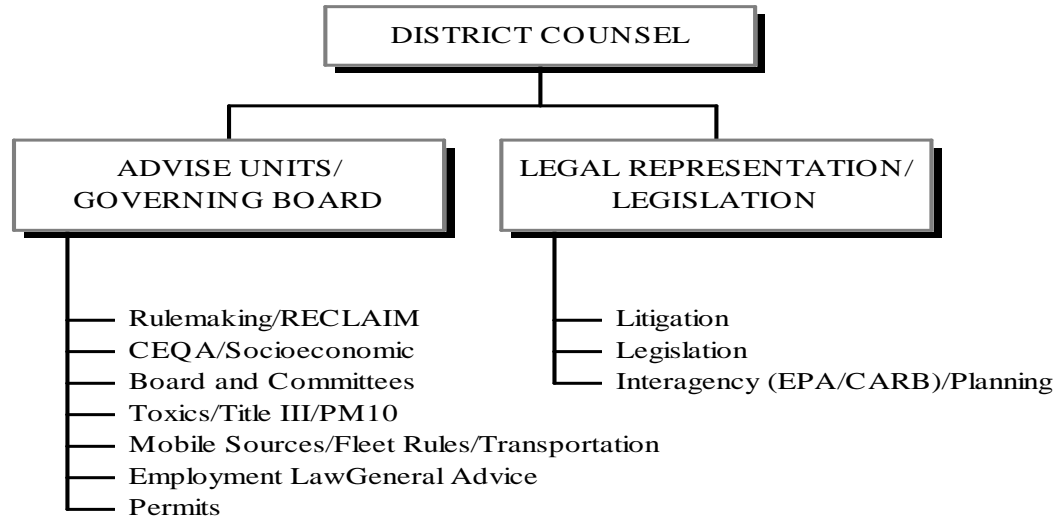 DISTRICT COUNSEL
ADVISE UNITS/
GOVERNING BOARD
LEGAL REPRESENTATION/
LEGISLATION
Rulemaking/RECLAIM
CEQA/Socioeconomic
Board and Committees
Toxics/Title III/PM10
Mobile Sources/Fleet Rules/Transportation
Employment LawGeneral Advice
Permits
Litigation
Legislation
Interagency (EPA/CARB)/Planning